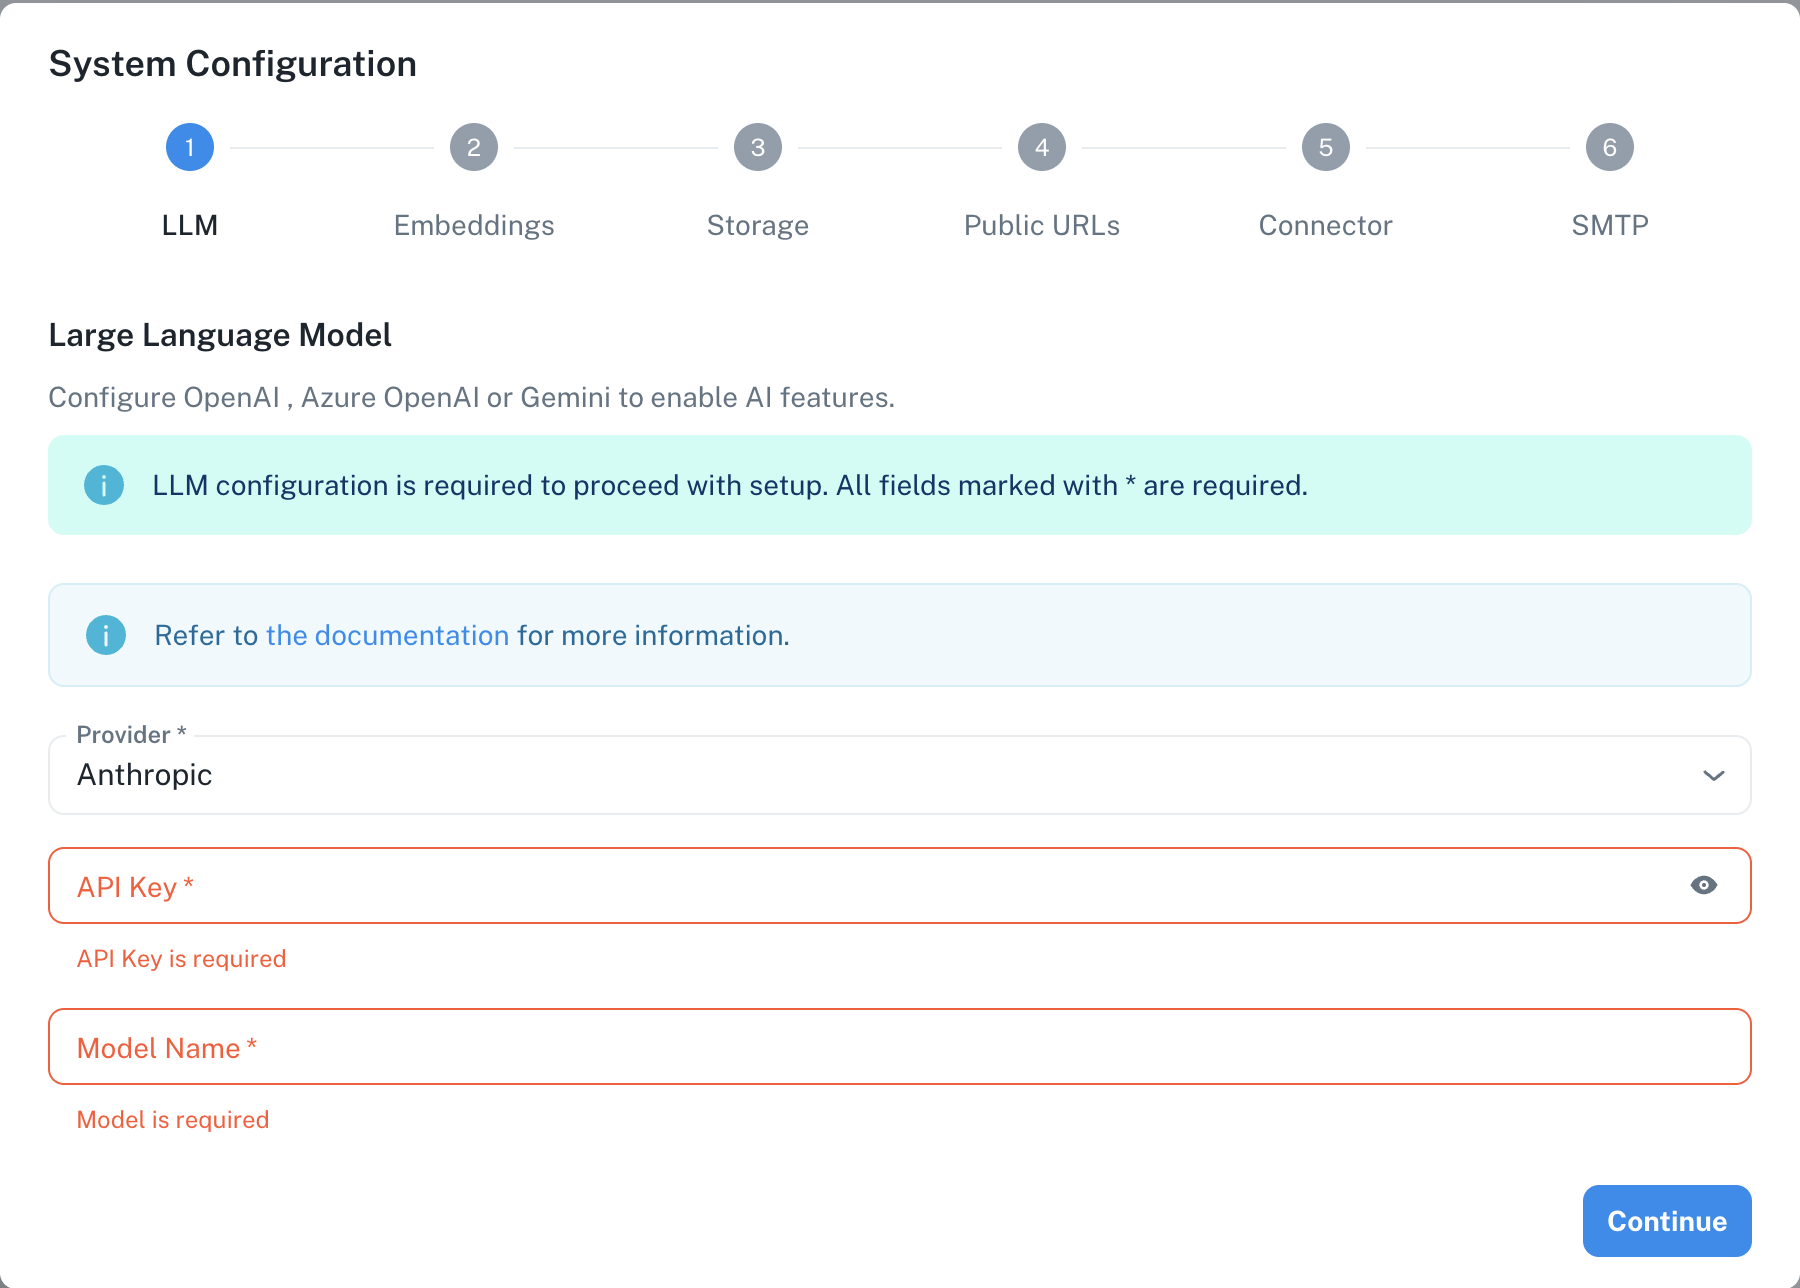 System Configuration
1 2 3 4 5 6
LLM Embeddings Storage Public URLs Connector SMTP
Large Language Model
Configure OpenAI , Azure OpenAI or Gemini to enable AI features.
i LLM configuration is required to proceed with setup. All fields marked with * are required.
i Refer to the documentation for more information.
Provider *
Anthropic
API Key *
API Key is required
Model Name *
Model is required
Continue